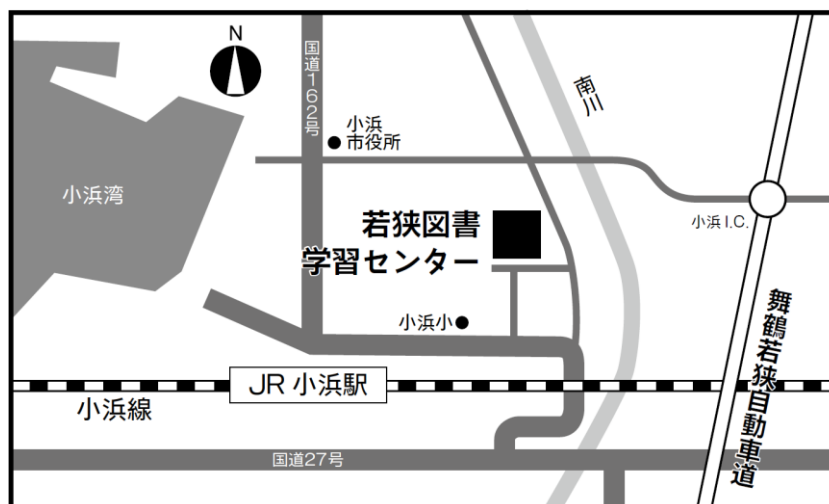 N
国道162号
南川
小浜
市役所
小浜湾
若狭図書
学習センター
小浜 I.C.
小浜小
舞鶴若狭自動車道
JR 小浜駅
小浜線
国道27号